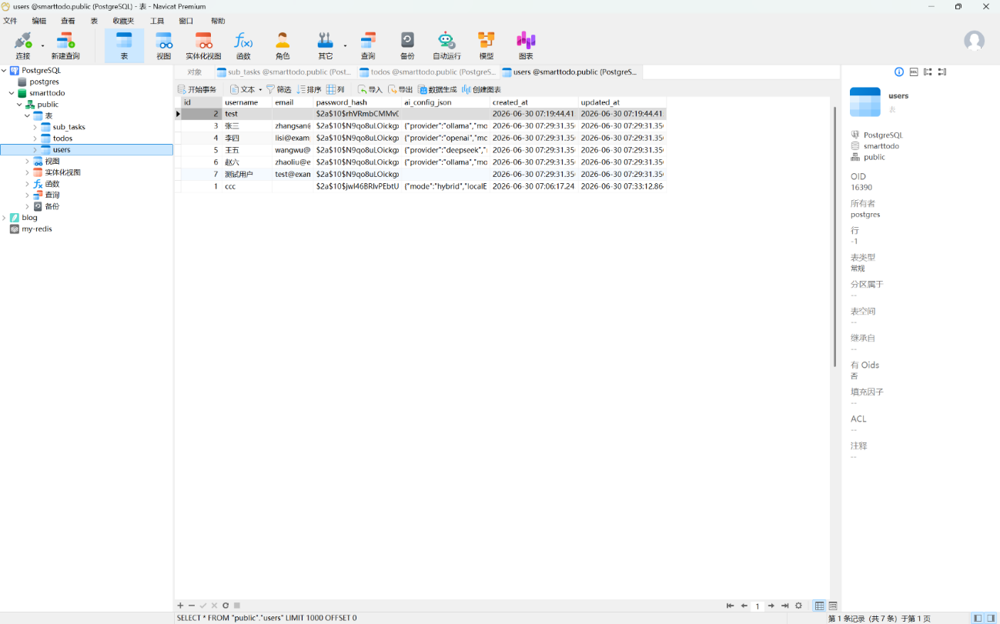 users @smarttodo.public (PostgreSQL) - 表 - Navicat Premium
文件 编辑 查看 表 收藏夹 工具 窗口 帮助
连接 新建查询 表 视图 实体化视图 函数 角色 其它 查询 备份 自动运行 模型 图表
PostgreSQL
postgres
smarttodo
public
表
sub_tasks
todos
users
视图
实体化视图
函数
查询
备份
blog
my-redis
对象 sub_tasks @smarttodo.public (Post... todos @smarttodo.public (PostgreS... users @smarttodo.public (PostgreS...
开始事务 文本 筛选 排序 列 导入 导出 数据生成 创建图表
id username email password_hash ai_config_json created_at updated_at
2 test $2a$10$rhVRmbCMMv 2026-06-30 07:19:44.41 2026-06-30 07:19:44.41
3 张三 zhangsan@ $2a$10$N9qo8uLOickgx {"provider":"ollama","mo 2026-06-30 07:29:31.35 2026-06-30 07:29:31.35
4 李四 lisi@exam $2a$10$N9qo8uLOickgx {"provider":"openai","mo 2026-06-30 07:29:31.35 2026-06-30 07:29:31.35
5 王五 wangwu@ $2a$10$N9qo8uLOickgx {"provider":"deepseek"," 2026-06-30 07:29:31.35 2026-06-30 07:29:31.35
6 赵六 zhaoliu@e $2a$10$N9qo8uLOickgx {"provider":"ollama","mo 2026-06-30 07:29:31.35 2026-06-30 07:29:31.35
7 测试用户 test@exan $2a$10$N9qo8uLOickgx 2026-06-30 07:29:31.35 2026-06-30 07:29:31.35
1 ccc {"mode":"hybrid","localE 2026-06-30 07:06:17.24 2026-06-30 07:33:12.86
users
表
PostgreSQL
smarttodo
public
OID
16390
所有者
postgres
行
-1
表类型
常规
分区属于
--
表空间
--
继承自
--
有 Oids
否
填充因子
--
ACL
--
注释
--
1
SELECT * FROM "public"."users" LIMIT 1000 OFFSET 0
第 1 条记录 (共 7 条) 于第 1 页